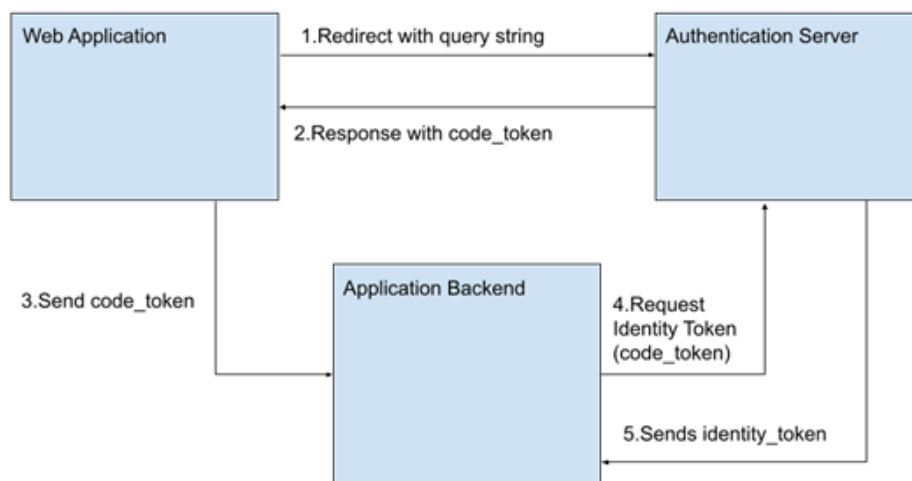 Web Application
1.Redirect with query string
Authentication Server
2.Response with code_token
3.Send code_token
Application Backend
4.Request
Identity Token
(code_token)
5.Sends identity_token